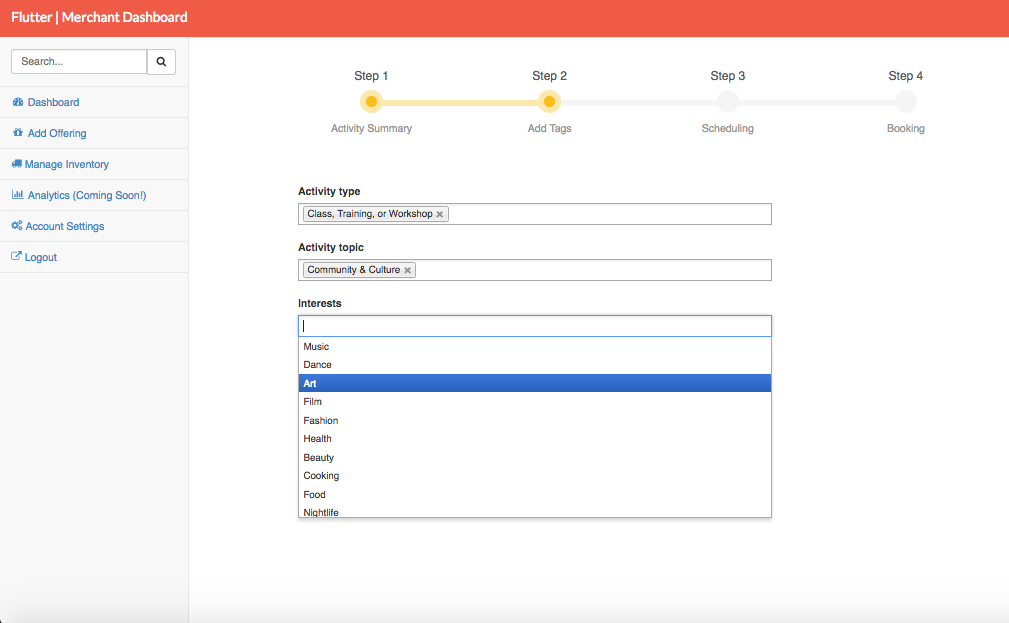 Flutter | Merchant Dashboard
Search...
Dashboard
Add Offering
Manage Inventory
Analytics (Coming Soon!)
Account Settings
Logout
Step 1 Step 2 Step 3 Step 4
Activity Summary Add Tags Scheduling Booking
Activity type
Class, Training, or Workshop
Activity topic
Community & Culture
Interests
Music
Dance
Art
Film
Fashion
Health
Beauty
Cooking
Food
Nightlife